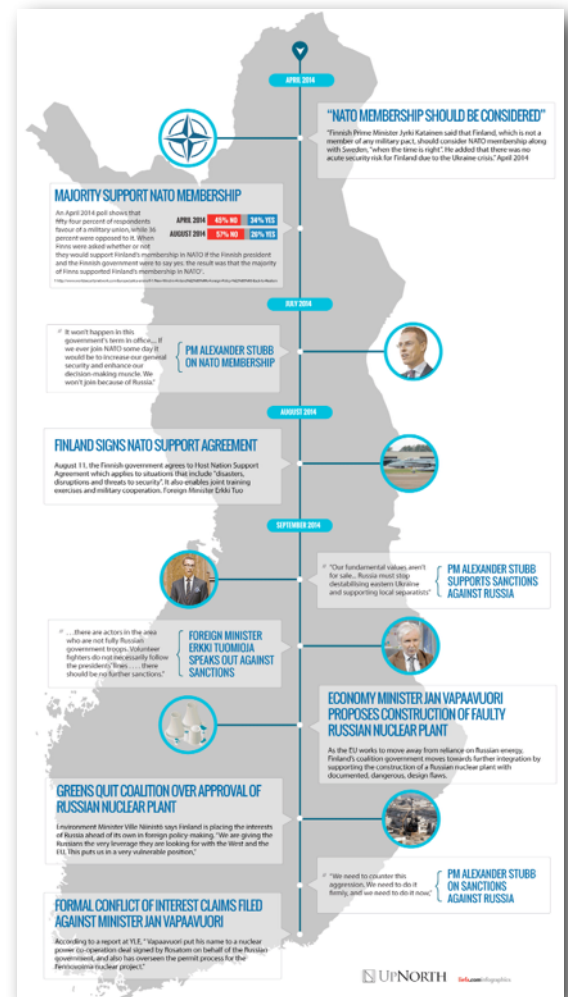 APRIL 2014
"NATO MEMBERSHIP SHOULD BE CONSIDERED"
"Finnish Prime Minister Jyrki Katainen said that Finland, which is not a
member of any military pact, should consider NATO membership along
with Sweden, "when the time is right". He added that there was no
acute security risk for Finland due to the Ukraine crisis." April 2014
MAJORITY SUPPORT NATO MEMBERSHIP
An April 2014 poll shows that
fifty four percent of respondents
favour of a military union, while 36
percent were opposed to it. When
Finns were asked whether or not
they would support Finland's membership in NATO if the Finnish president
and the Finnish government were to say yes: the result was that the majority
of Finns supported Finland's membership in NATO'.
APRIL 2014 45% NO 34% YES
AUGUST 2014 57% NO 26% YES
JULY 2014
" It won't happen in this
government's term in office... If
we ever join NATO some day it
would be to increase our general
security and enhance our
decision-making muscle. We
won't join because of Russia."
PM ALEXANDER STUBB
ON NATO MEMBERSHIP
AUGUST 2014
FINLAND SIGNS NATO SUPPORT AGREEMENT
August 11, the Finnish government agrees to Host Nation Support
Agreement which applies to situations that include "disasters,
disruptions and threats to security". It also enables joint training
exercises and military cooperation. Foreign Minister Erkki Tuo
SEPTEMBER 2014
" "Our fundamental values aren't
for sale... Russia must stop
destabilising eastern Ukraine
and supporting local separatists"
PM ALEXANDER STUBB
SUPPORTS SANCTIONS
AGAINST RUSSIA
" ...there are actors in the area
who are not fully Russian
government troops. Volunteer
fighters do not necessarily follow
the presidents' lines . . . . there
should be no further sanctions."
FOREIGN MINISTER
ERKKI TUOMIOJA
SPEAKS OUT AGAINST
SANCTIONS
ECONOMY MINISTER JAN VAPAAVUORI
PROPOSES CONSTRUCTION OF FAULTY
RUSSIAN NUCLEAR PLANT
As the EU works to move away from reliance on Russian energy,
Finland's coalition government moves towards further integration by
supporting the construction of a Russian nuclear plant with
documented, dangerous, design flaws.
GREENS QUIT COALITION OVER APPROVAL OF
RUSSIAN NUCLEAR PLANT
Environment Minister Ville Niinistö says Finland is placing the interests
of Russia ahead of its own in foreign policy-making. "We are giving the
Russians the very leverage they are looking for with the West and the
EU. This puts us in a very vulnerable position,"
" "We need to counter this
aggression. We need to do it
firmly, and we need to do it now,"
PM ALEXANDER STUBB
ON SANCTIONS
AGAINST RUSSIA
FORMAL CONFLICT OF INTEREST CLAIMS FILED
AGAINST MINISTER JAN VAPAAVUORI
According to a report at YLE, " Vapaavuori put his name to a nuclear
power co-operation deal signed by Rosatom on behalf of the Russian
government, and also has overseen the permit process for the
Fennovoima nuclear project,"
UPNORTH